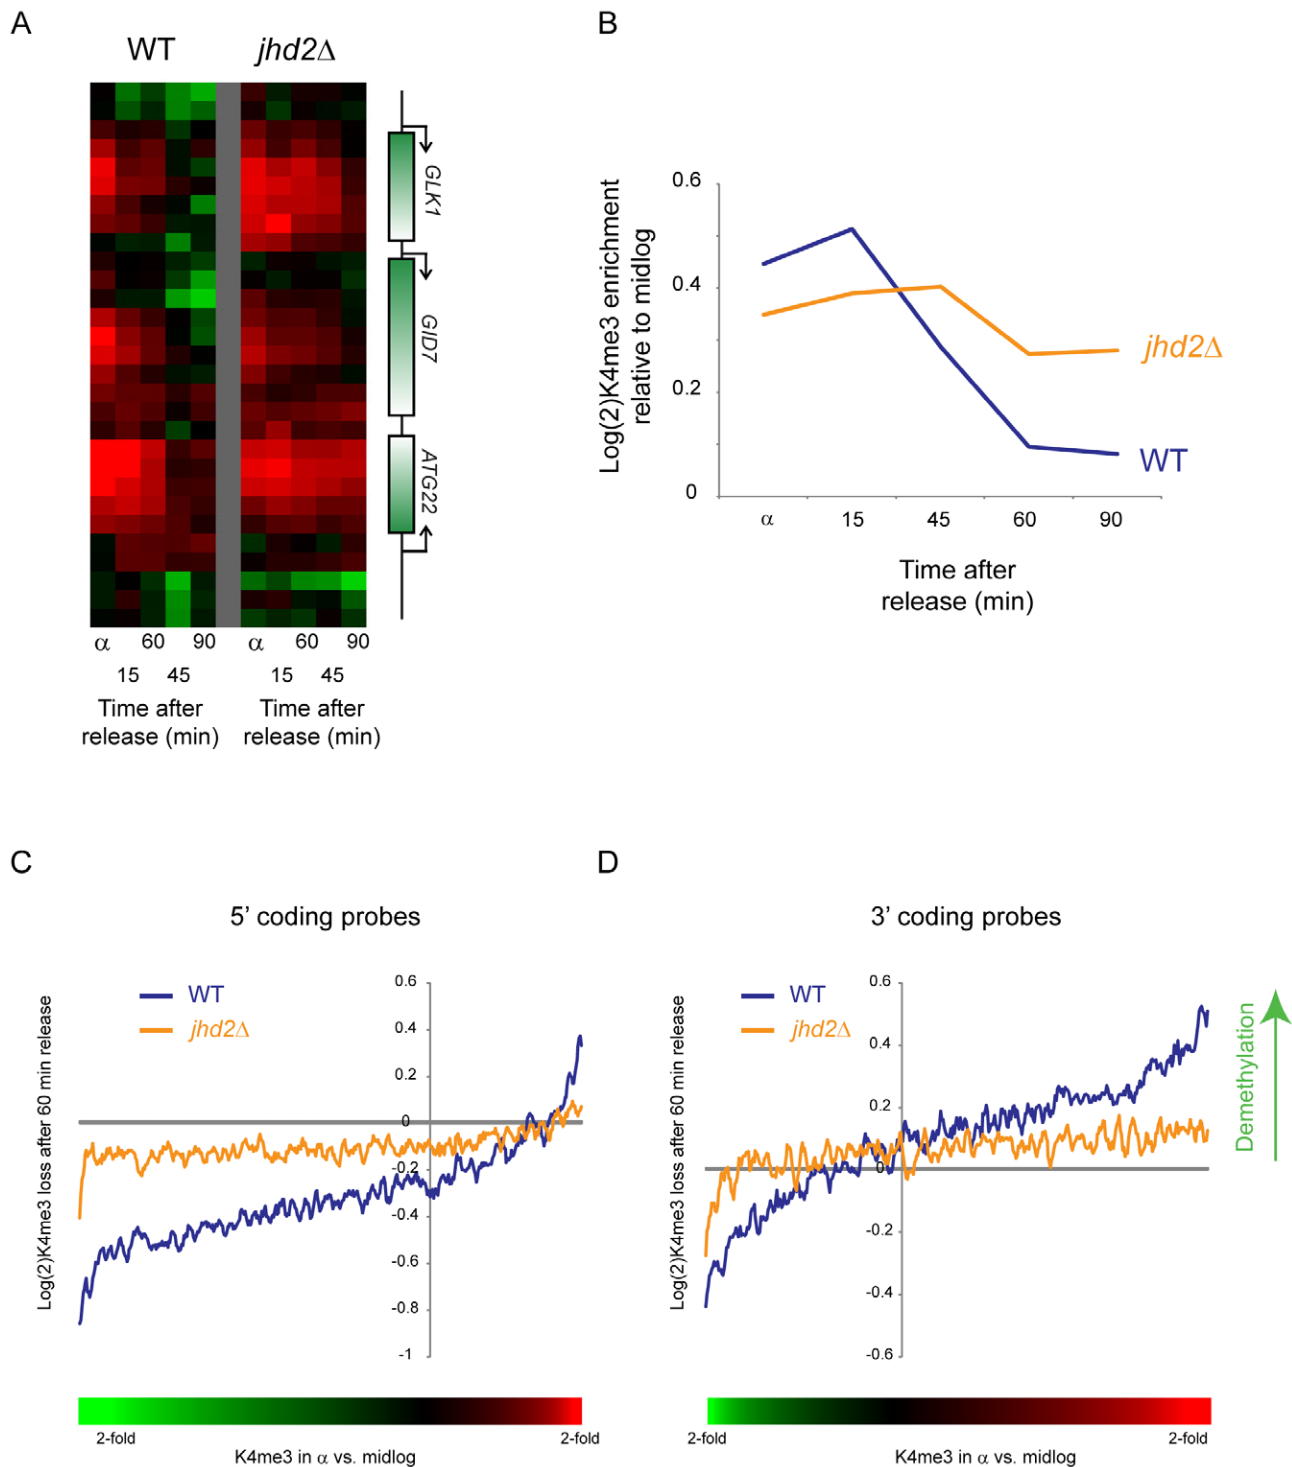 A
WT
jhd2Δ
GLK1
GID7
ATG22
α
60
90
α
60
90
15
45
15
45
Time after
release (min)
Time after
release (min)
B
Log(2)K4me3 enrichment
relative to midlog
0.6
0.4
0.2
0
jhd2Δ
WT
α
15
45
60
90
Time after
release (min)
C
5’ coding probes
Log(2)K4me3 loss after 60 min release
WT
jhd2Δ
0.6
0.4
0.2
0
-0.2
-0.4
-0.6
-0.8
-1
2-fold
2-fold
K4me3 in α vs. midlog
D
3’ coding probes
Log(2)K4me3 loss after 60 min release
WT
jhd2Δ
0.6
0.4
0.2
0
-0.2
-0.4
-0.6
Demethylation
2-fold
2-fold
K4me3 in α vs. midlog